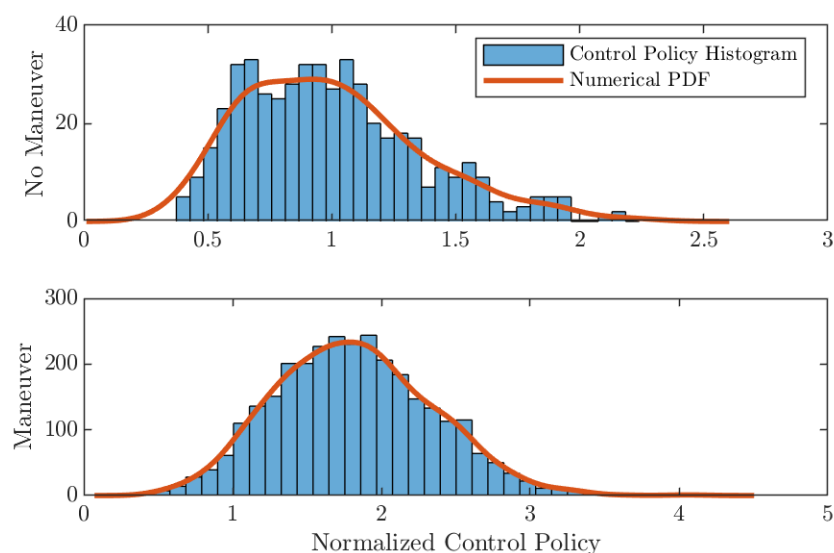 40
20
0
No Maneuver
Control Policy Histogram
Numerical PDF
0 0.5 1 1.5 2 2.5 3
300
200
100
0
Maneuver
0 1 2 3 4 5
Normalized Control Policy